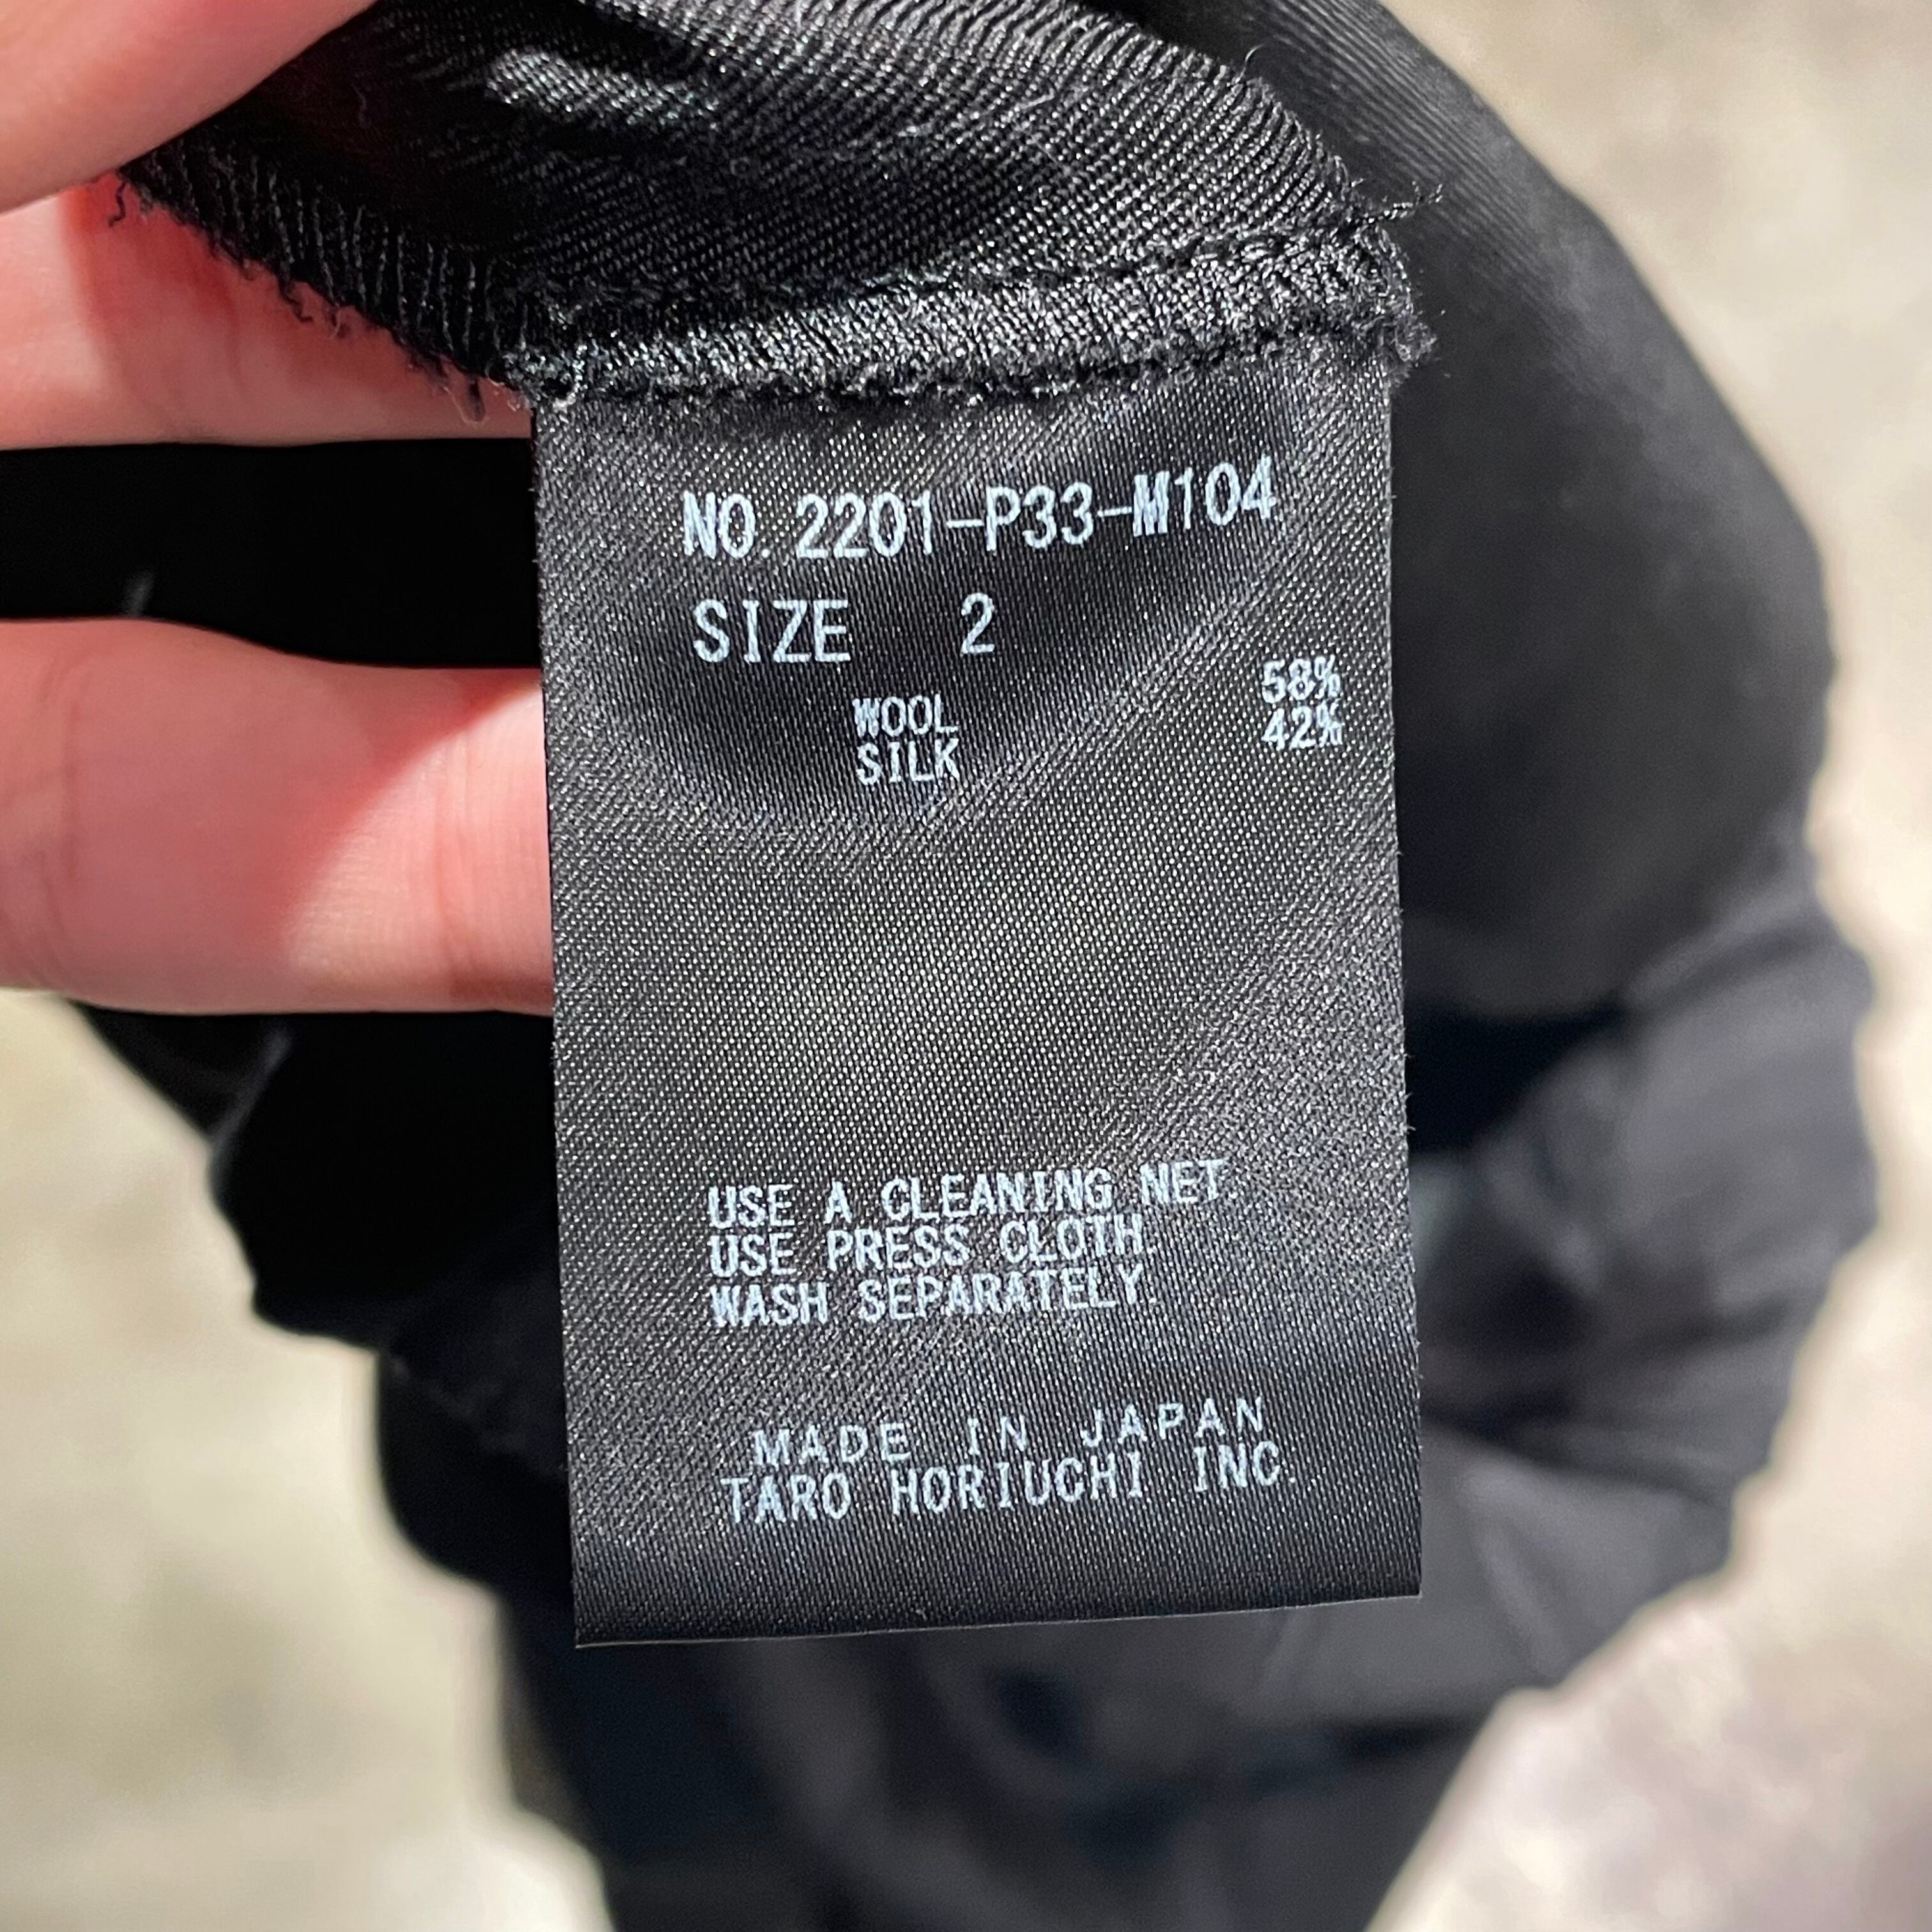 NO. 2201-P33-M104
SIZE 2
WOOL 58%
SILK 42%
USE A CLEANING NET.
USE PRESS CLOTH.
WASH SEPARATELY.
MADE IN JAPAN
TARO HORIUCHI INC.